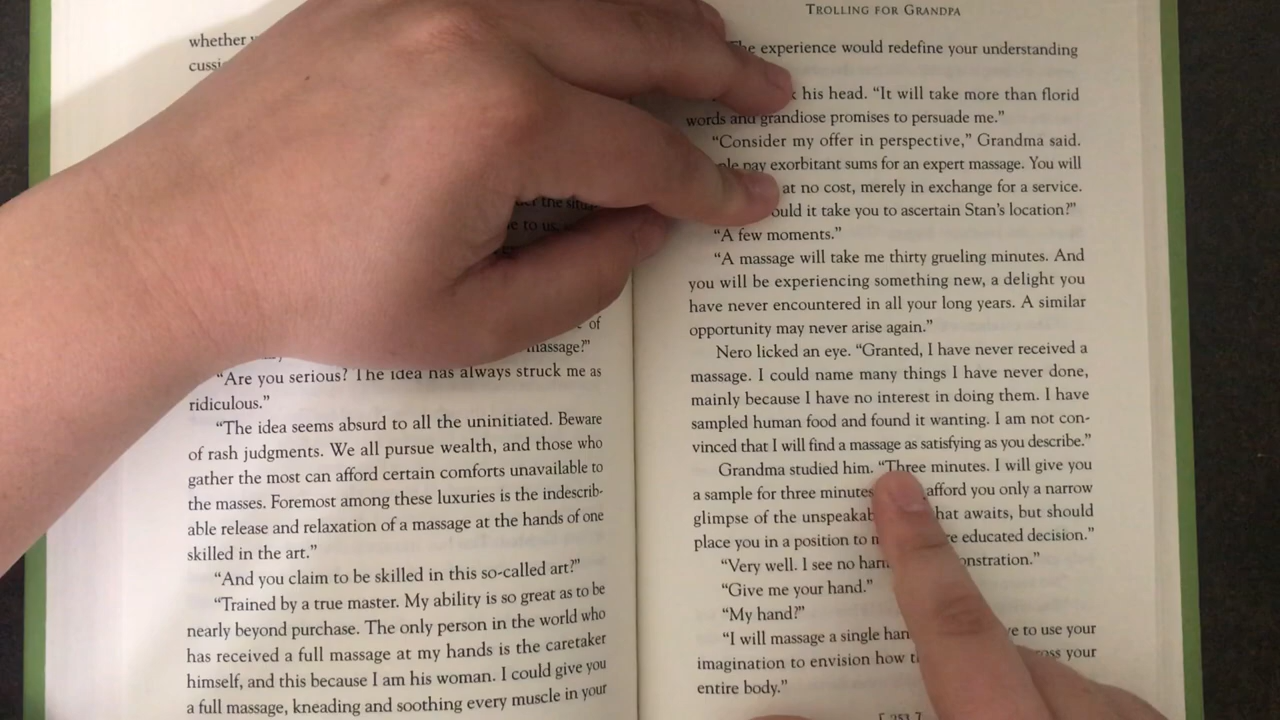 whether
cussi
der the situ
e to us,
of
massage?”
“Are you serious? The idea has always struck me as
ridiculous.”
“The idea seems absurd to all the uninitiated. Beware
of rash judgments. We all pursue wealth, and those who
gather the most can afford certain comforts unavailable to
the masses. Foremost among these luxuries is the indescrib-
able release and relaxation of a massage at the hands of one
skilled in the art.”
“And you claim to be skilled in this so-called art?”
“Trained by a true master. My ability is so great as to be
nearly beyond purchase. The only person in the world who
has received a full massage at my hands is the caretaker
himself, and this because I am his woman. I could give you
a full massage, kneading and soothing every muscle in your
TROLLING FOR GRANDPA
The experience would redefine your understanding
his head. “It will take more than florid
words and grandiose promises to persuade me.”
“Consider my offer in perspective,” Grandma said.
ple pay exorbitant sums for an expert massage. You will
at no cost, merely in exchange for a service.
ould it take you to ascertain Stan’s location?”
“A few moments.”
“A massage will take me thirty grueling minutes. And
you will be experiencing something new, a delight you
have never encountered in all your long years. A similar
opportunity may never arise again.”
Nero licked an eye. “Granted, I have never received a
massage. I could name many things I have never done,
mainly because I have no interest in doing them. I have
sampled human food and found it wanting. I am not con-
vinced that I will find a massage as satisfying as you describe.”
Grandma studied him. “Three minutes. I will give you
a sample for three minutes afford you only a narrow
glimpse of the unspeakab hat awaits, but should
place you in a position to m re educated decision.”
“Very well. I see no harm onstration.”
“Give me your hand.”
“My hand?”
“I will massage a single han ve to use your
imagination to envision how t ross your
entire body.”
[ 253 ]